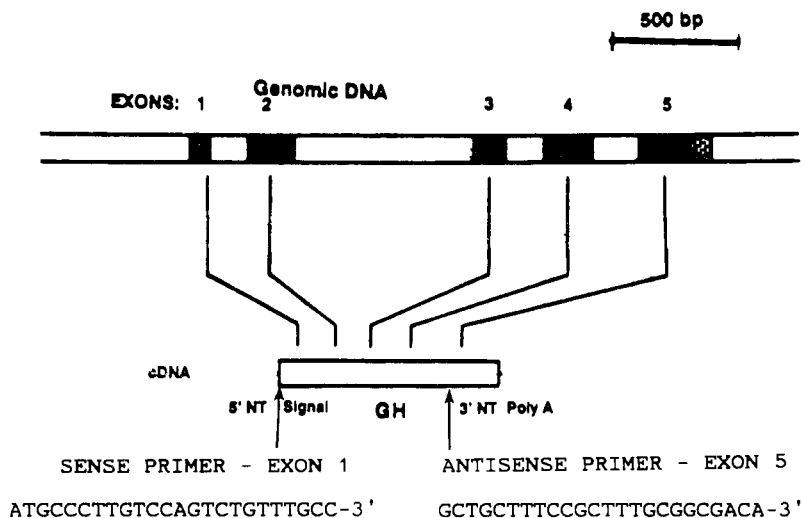 500 bp
Genomic DNA
EXONS: 1 2 3 4 5
cDNA
5' NT Signal GH 3' NT Poly A
SENSE PRIMER - EXON 1 ANTISENSE PRIMER - EXON 5
ATGCCCTTGTCCAGTCTGTTTGCC-3' GCTGCTTTCCGCTTTGCGGCGACA-3'